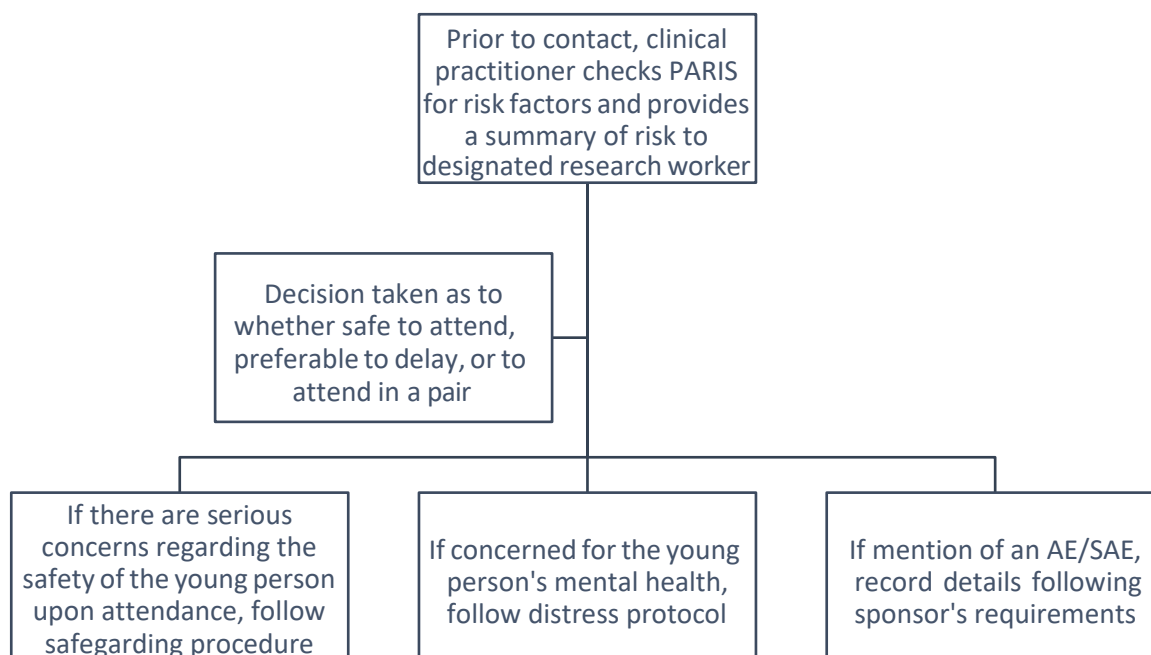 Prior to contact, clinical
practitioner checks PARIS
for risk factors and provides
a summary of risk to
designated research worker
Decision taken as to
whether safe to attend,
preferable to delay, or to
attend in a pair
If there are serious
concerns regarding the
safety of the young person
upon attendance, follow
safegarding procedure
If concerned for the young
person's mental health,
follow distress protocol
If mention of an AE/SAE,
record details following
sponsor's requirements